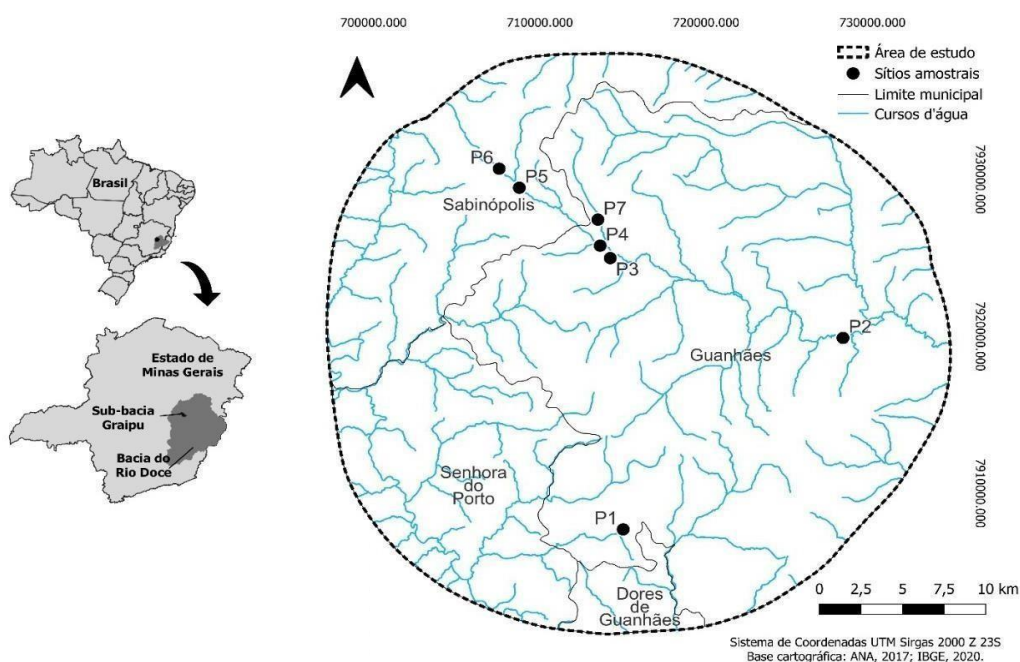 700000.000
710000.000
720000.000
730000.000
Área de estudo
Sítios amostrais
Limite municipal
Cursos d'água
Brasil
Estado de
Minas Gerais
Sub-bacia
Graipu
Bacia do
Rio Doce
P6
P5
Sabinópolis
P7
P4
P3
P2
Guanhães
Senhora
do
Porto
P1
Dores
de
Guanhães
7930000.000
7920000.000
7910000.000
0 2,5 5 7,5 10 km
Sistema de Coordenadas UTM Sirgas 2000 Z 23S
Base cartográfica: ANA, 2017; IBGE, 2020.